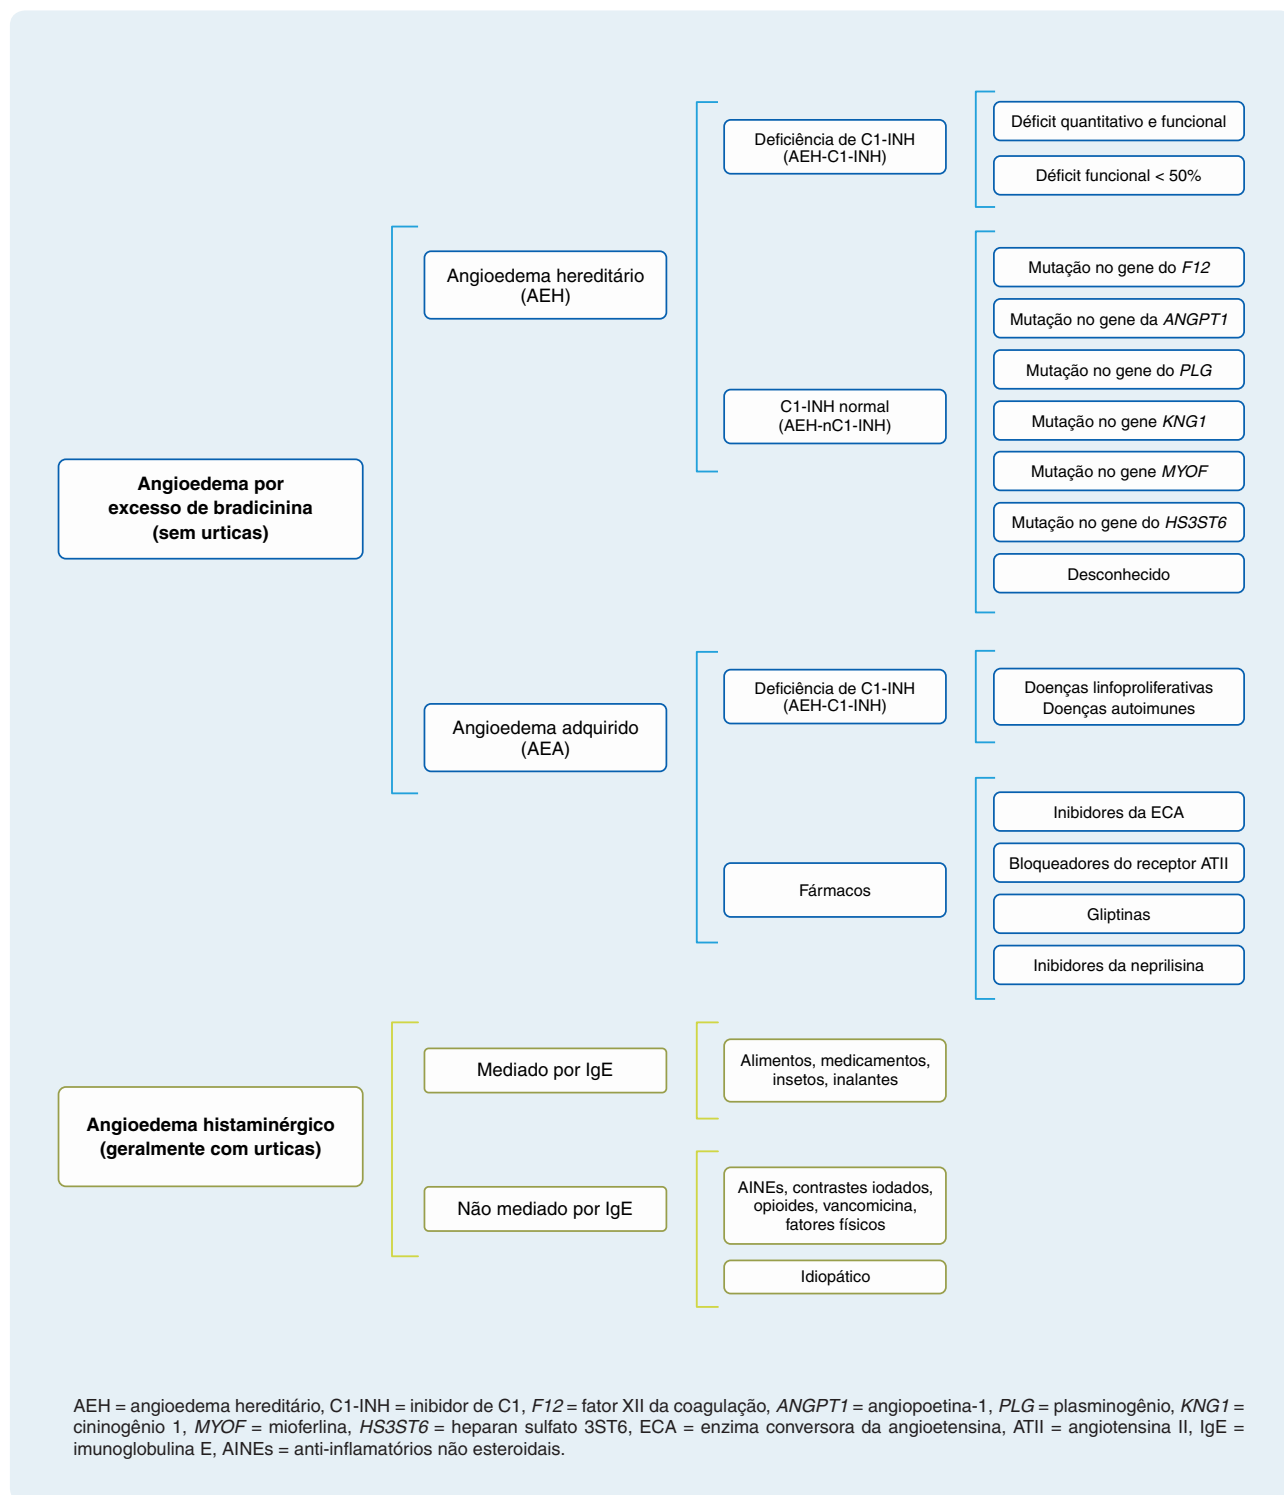 Angioedema por
excesso de bradicinina
(sem urticas)
Angioedema hereditário
(AEH)
Deficiência de C1-INH
(AEH-C1-INH)
Déficit quantitativo e funcional
Déficit funcional < 50%
C1-INH normal
(AEH-nC1-INH)
Mutação no gene do F12
Mutação no gene da ANGPT1
Mutação no gene do PLG
Mutação no gene KNG1
Mutação no gene MYOF
Mutação no gene do HS3ST6
Desconhecido
Angioedema adquirido
(AEA)
Deficiência de C1-INH
(AEH-C1-INH)
Doenças linfoproliferativas
Doenças autoimunes
Fármacos
Inibidores da ECA
Bloqueadores do receptor ATII
Gliptinas
Inibidores da neprilisina
Angioedema histaminérgico
(geralmente com urticas)
Mediado por IgE
Alimentos, medicamentos,
insetos, inalantes
Não mediado por IgE
AINEs, contrastes iodados,
opioides, vancomicina,
fatores físicos
Idiopático
AEH = angioedema hereditário, C1-INH = inibidor de C1, F12 = fator XII da coagulação, ANGPT1 = angiopoetina-1, PLG = plasminogênio, KNG1 =
cininogênio 1, MYOF = mioferlina, HS3ST6 = heparan sulfato 3ST6, ECA = enzima conversora da angioetensina, ATII = angiotensina II, IgE =
imunoglobulina E, AINEs = anti-inflamatórios não esteroidais.